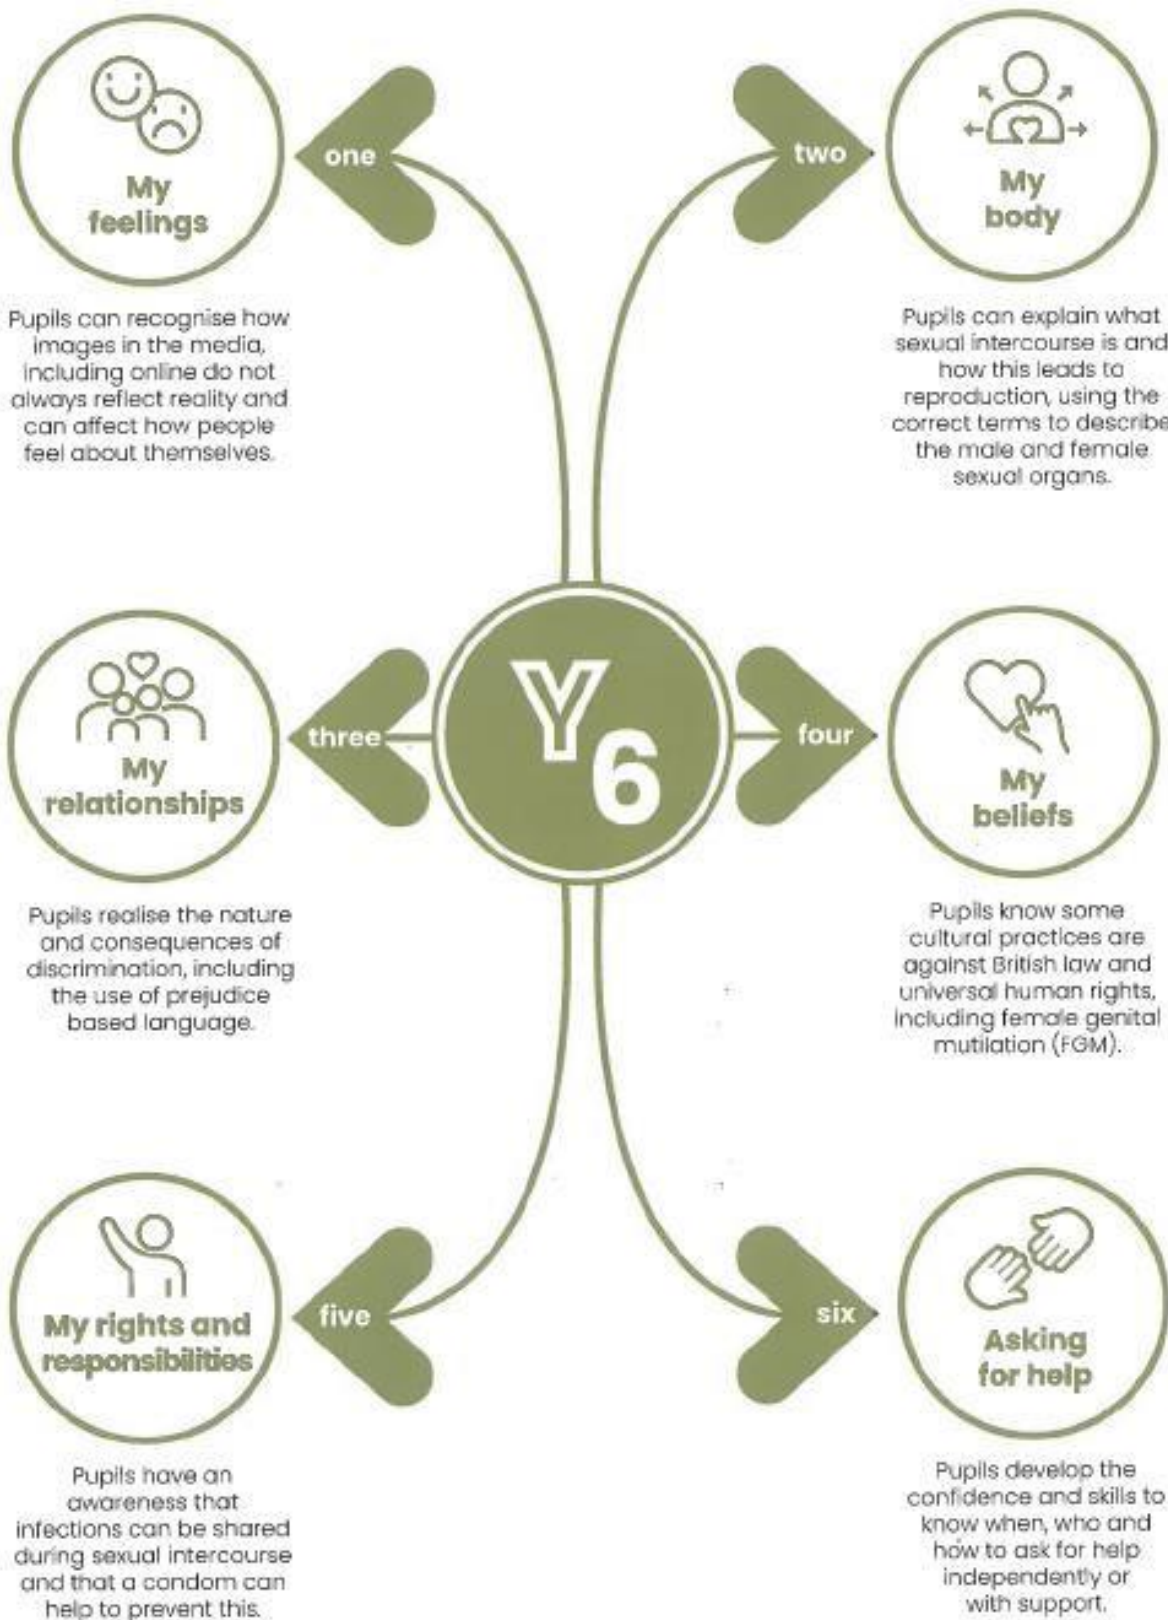 one
My
feelings
Pupils can recognise how
images in the media,
including online do not
always reflect reality and
can affect how people
feel about themselves.
two
My
body
Pupils can explain what
sexual intercourse is and
how this leads to
reproduction, using the
correct terms to describe
the male and female
sexual organs.
Y6
three
My
relationships
Pupils realise the nature
and consequences of
discrimination, including
the use of prejudice
based language.
four
My
beliefs
Pupils know some
cultural practices are
against British law and
universal human rights,
including female genital
mutilation (FGM).
five
My rights and
responsibilities
Pupils have an
awareness that
infections can be shared
during sexual intercourse
and that a condom can
help to prevent this.
six
Asking
for help
Pupils develop the
confidence and skills to
know when, who and
how to ask for help
independently or
with support.